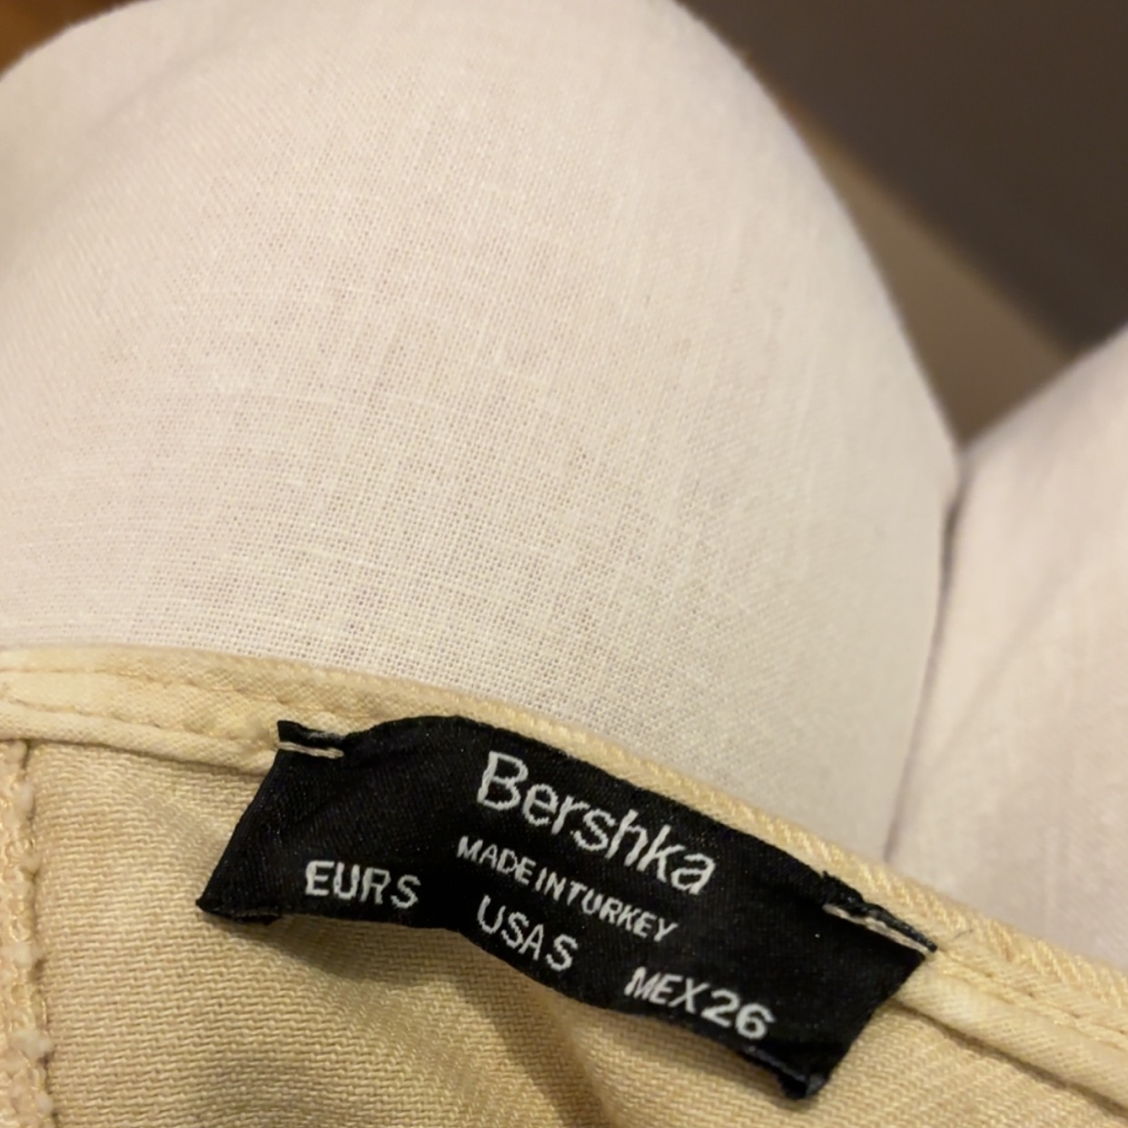 Bershka
MADE IN TURKEY
EUR S USA S MEX 26